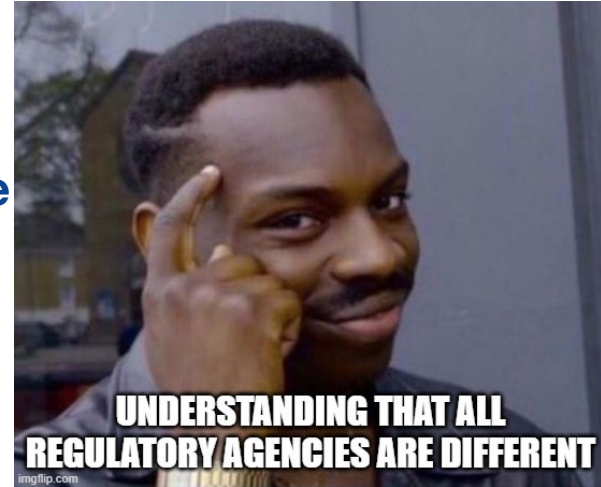 e
UNDERSTANDING THAT ALL
REGULATORY AGENCIES ARE DIFFERENT
imgflip.com